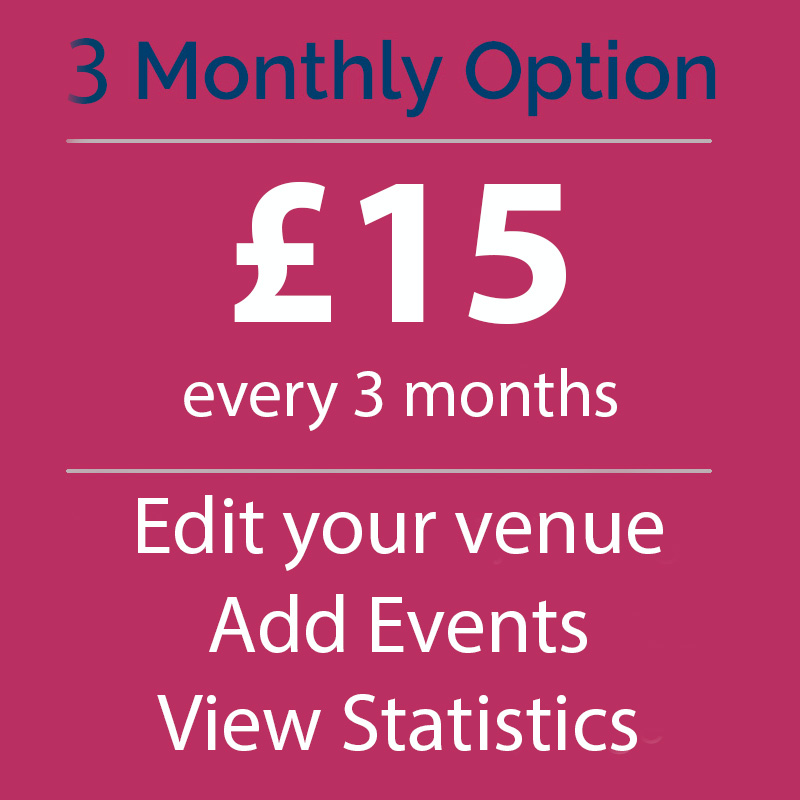 3 Monthly Option
£15
every 3 months
Edit your venue
Add Events
View Statistics